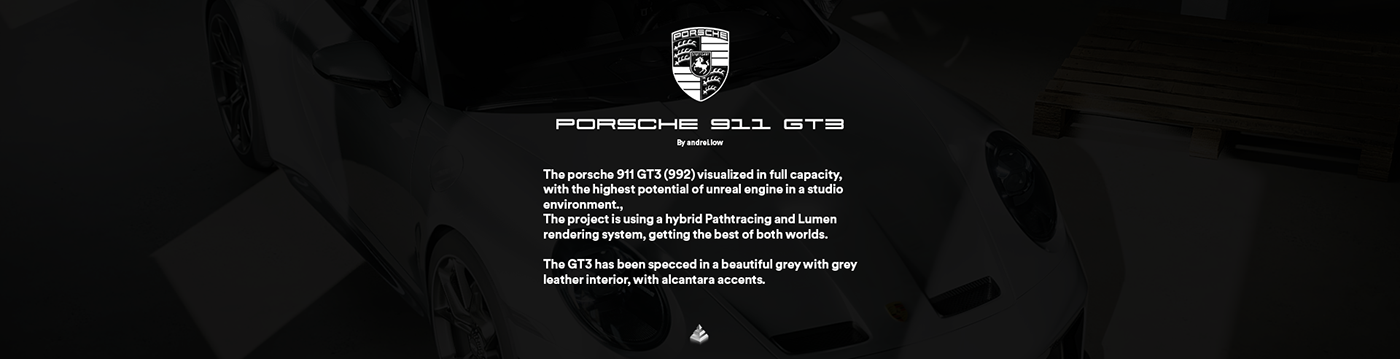 PORSCHE
PORSCHE 911 GT3
By andrei.low
The porsche 911 GT3 (992) visualized in full capacity,
with the highest potential of unreal engine in a studio
environment.,
The project is using a hybrid Pathtracing and Lumen
rendering system, getting the best of both worlds.
The GT3 has been specced in a beautiful grey with grey
leather interior, with alcantara accents.